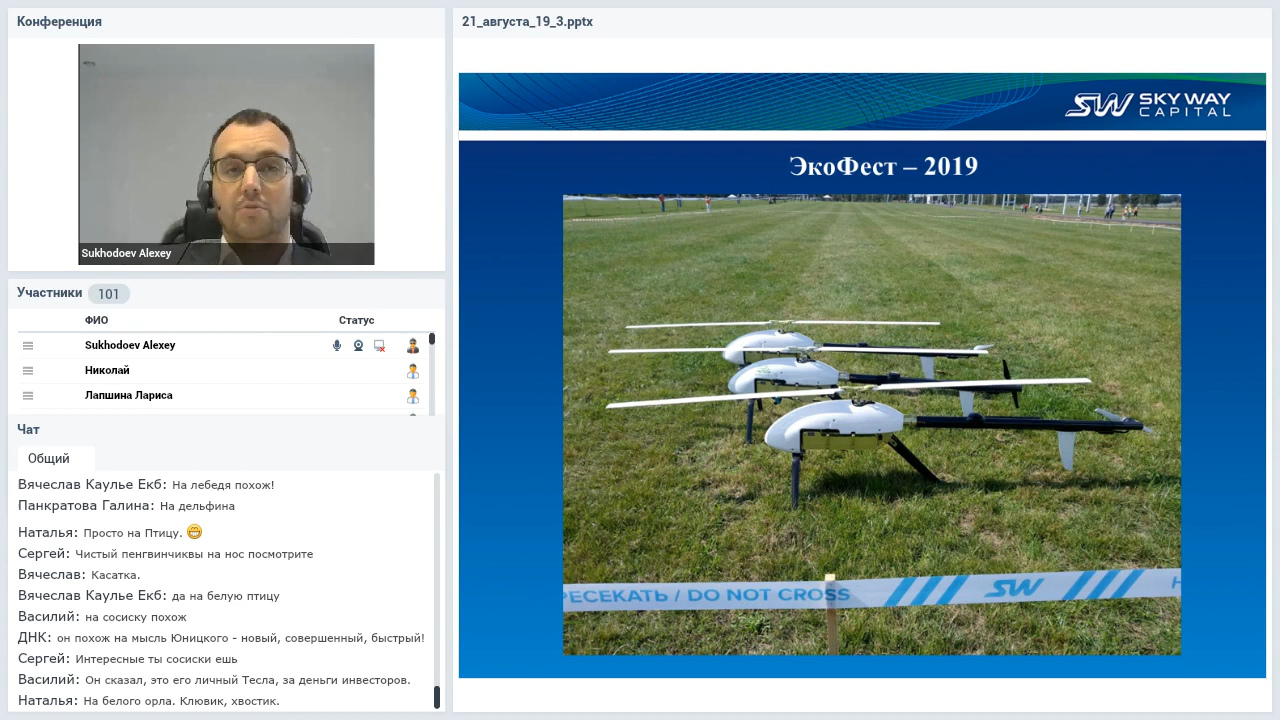 Конференция
Sukhodoev Alexey
Участники 101
ФИО Статус
Sukhodoev Alexey
Николай
Лапшина Лариса
Чат
Общий
Вячеслав Каулье Екб: На лебедя похож!
Панкратова Галина: На дельфина
Наталья: Просто на Птицу.
Сергей: Чистый пенгвинчиквы на нос посмотрите
Вячеслав: Касатка.
Вячеслав Каулье Екб: да на белую птицу
Василий: на сосиску похож
ДНК: он похож на мысль Юницкого - новый, совершенный, быстрый!
Сергей: Интересные ты сосиски ешь
Василий: Он сказал, это его личный Тесла, за деньги инвесторов.
Наталья: На белого орла. Клювик, хвостик.
21_августа_19_3.pptx
SW SKY WAY
CAPITAL
ЭкоФест – 2019
РЕСЕКАТЬ / DO NOT CROSS SW Н